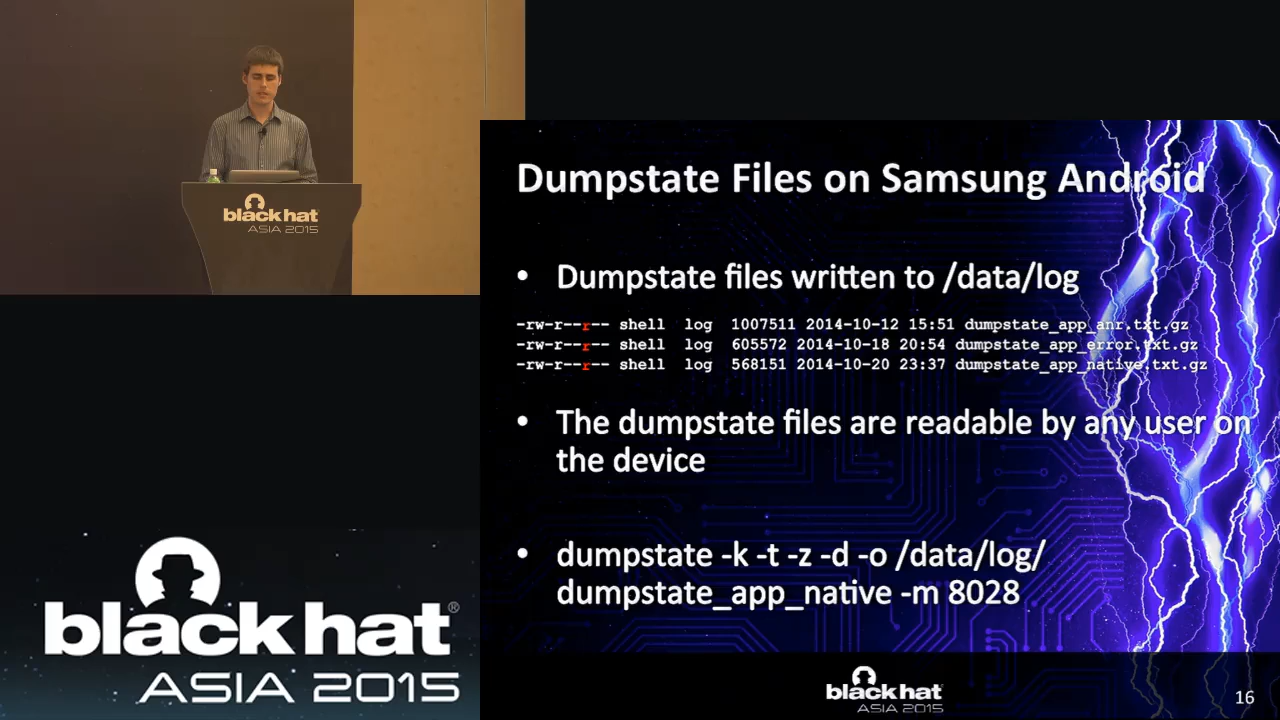 black hat
ASIA 2015
Dumpstate Files on Samsung Android
• Dumpstate files written to /data/log
-rw-r--r-- shell log 1007511 2014-10-12 15:51 dumpstate_app_anr.txt.gz
-rw-r--r-- shell log 605572 2014-10-18 20:54 dumpstate_app_error.txt.gz
-rw-r--r-- shell log 568151 2014-10-20 23:37 dumpstate_app_native.txt.gz
• The dumpstate files are readable by any user on
the device
• dumpstate -k -t -z -d -o /data/log/
dumpstate_app_native -m 8028
black hat®
ASIA 2015
black hat
ASIA 2015
16